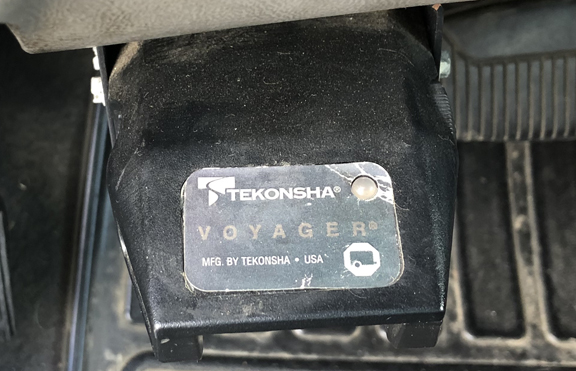 TEKONSHA®
VOYAGER®
MFG. BY TEKONSHA • USA